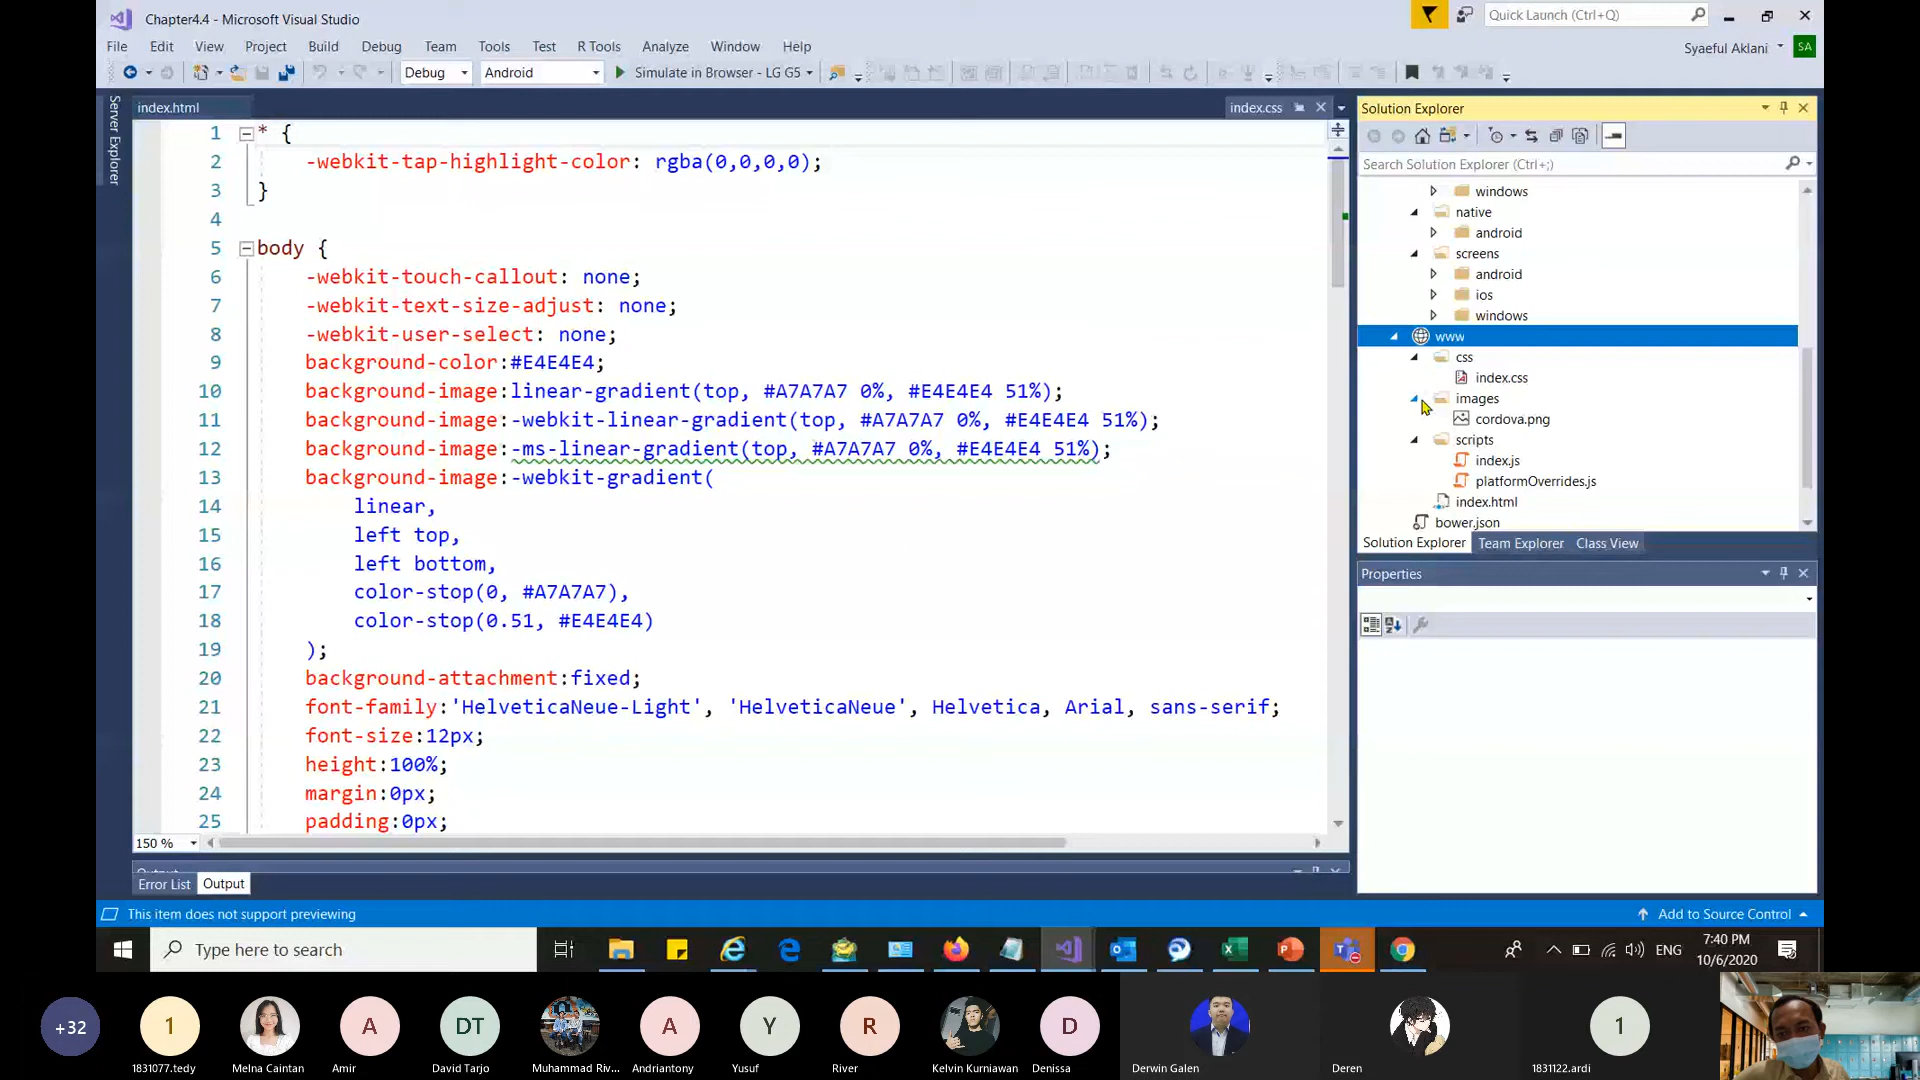 Chapter4.4 - Microsoft Visual Studio
Quick Launch (Ctrl+Q)
File Edit View Project Build Debug Team Tools Test R Tools Analyze Window Help
Syaeful Aklani SA
Debug Android Simulate in Browser - LG G5
Server Explorer
index.html
index.css
1 * {
2 -webkit-tap-highlight-color: rgba(0,0,0,0);
3 }
4
5 body {
6 -webkit-touch-callout: none;
7 -webkit-text-size-adjust: none;
8 -webkit-user-select: none;
9 background-color:#E4E4E4;
10 background-image:linear-gradient(top, #A7A7A7 0%, #E4E4E4 51%);
11 background-image:-webkit-linear-gradient(top, #A7A7A7 0%, #E4E4E4 51%);
12 background-image:-ms-linear-gradient(top, #A7A7A7 0%, #E4E4E4 51%);
13 background-image:-webkit-gradient(
14 linear,
15 left top,
16 left bottom,
17 color-stop(0, #A7A7A7),
18 color-stop(0.51, #E4E4E4)
19 );
20 background-attachment:fixed;
21 font-family:'HelveticaNeue-Light', 'HelveticaNeue', Helvetica, Arial, sans-serif;
22 font-size:12px;
23 height:100%;
24 margin:0px;
25 padding:0px;
150 %
Error List Output
Solution Explorer
Search Solution Explorer (Ctrl+;)
windows
native
android
screens
android
ios
windows
www
css
index.css
images
cordova.png
scripts
index.js
platformOverrides.js
index.html
bower.json
Solution Explorer Team Explorer Class View
Properties
This item does not support previewing
Add to Source Control
Type here to search
ENG
7:40 PM
10/6/2020
+32
1
A
DT
A
Y
R
D
1
1831077.tedy
Melna Caintan
Amir
David Tarjo
Muhammad Riv...
Andriantony
Yusuf
River
Kelvin Kurniawan
Denissa
Derwin Galen
Deren
1831122.ardi